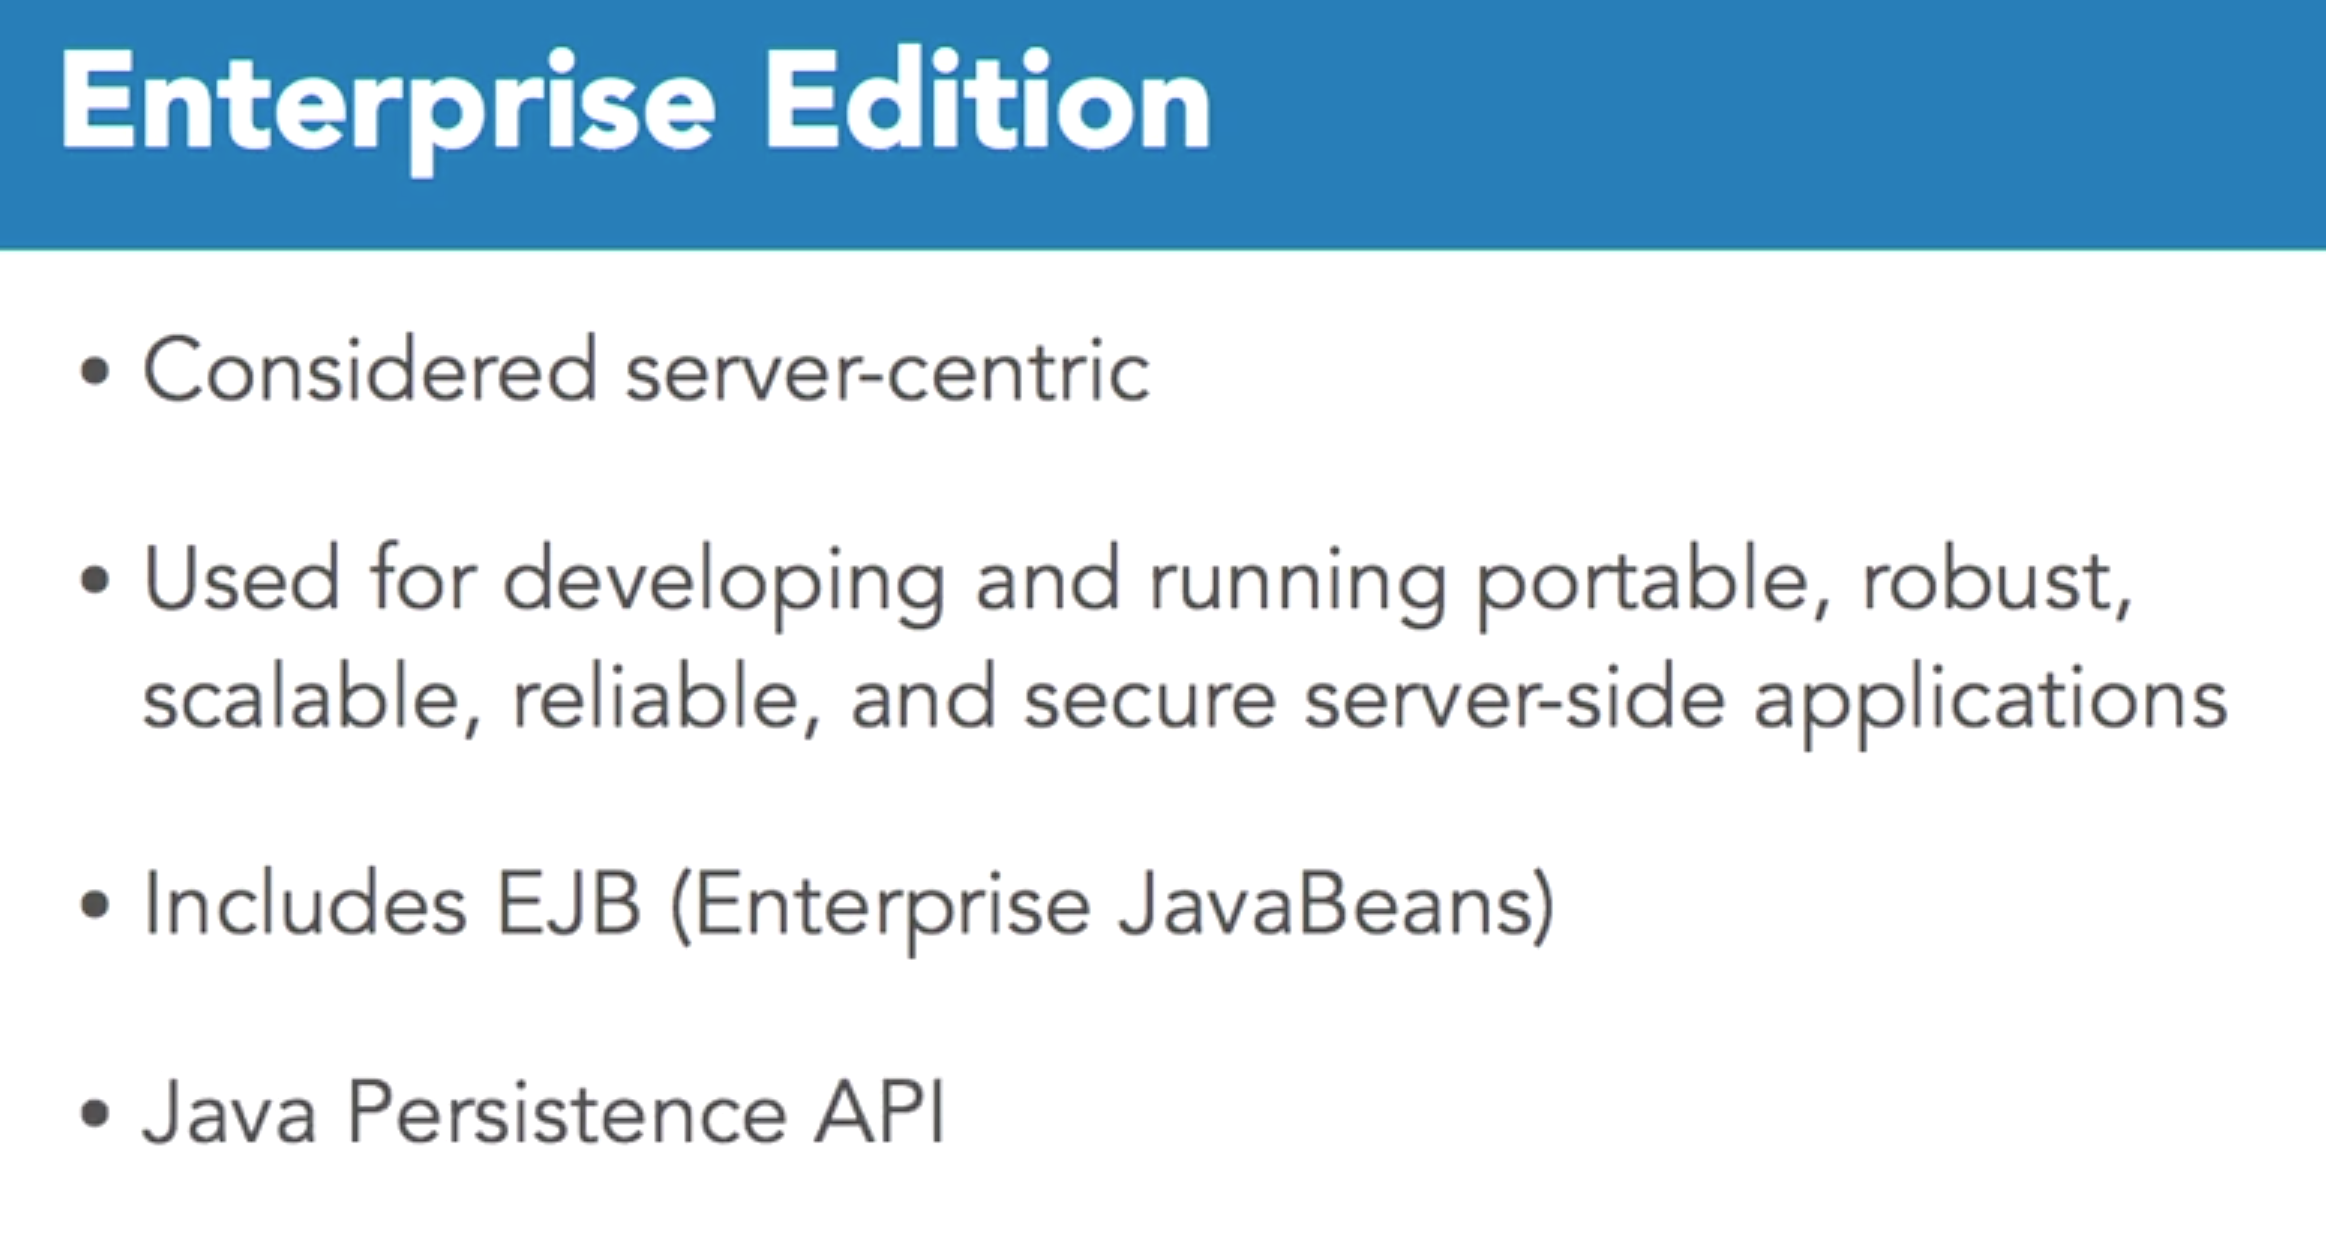 Enterprise Edition
• Considered server-centric
• Used for developing and running portable, robust,
scalable, reliable, and secure server-side applications
• Includes EJB (Enterprise JavaBeans)
• Java Persistence API